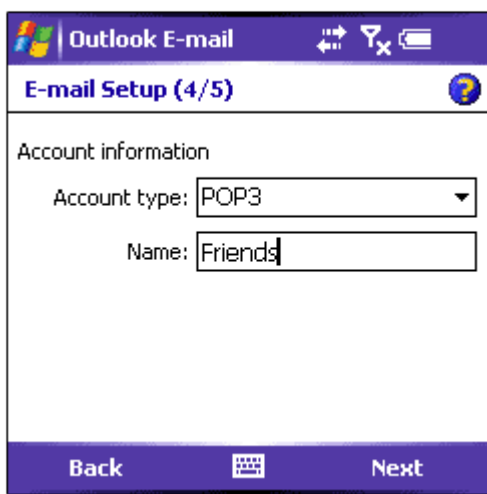 Outlook E-mail
E-mail Setup (4/5)
Account information
Account type: POP3
Name: Friends
Back Next